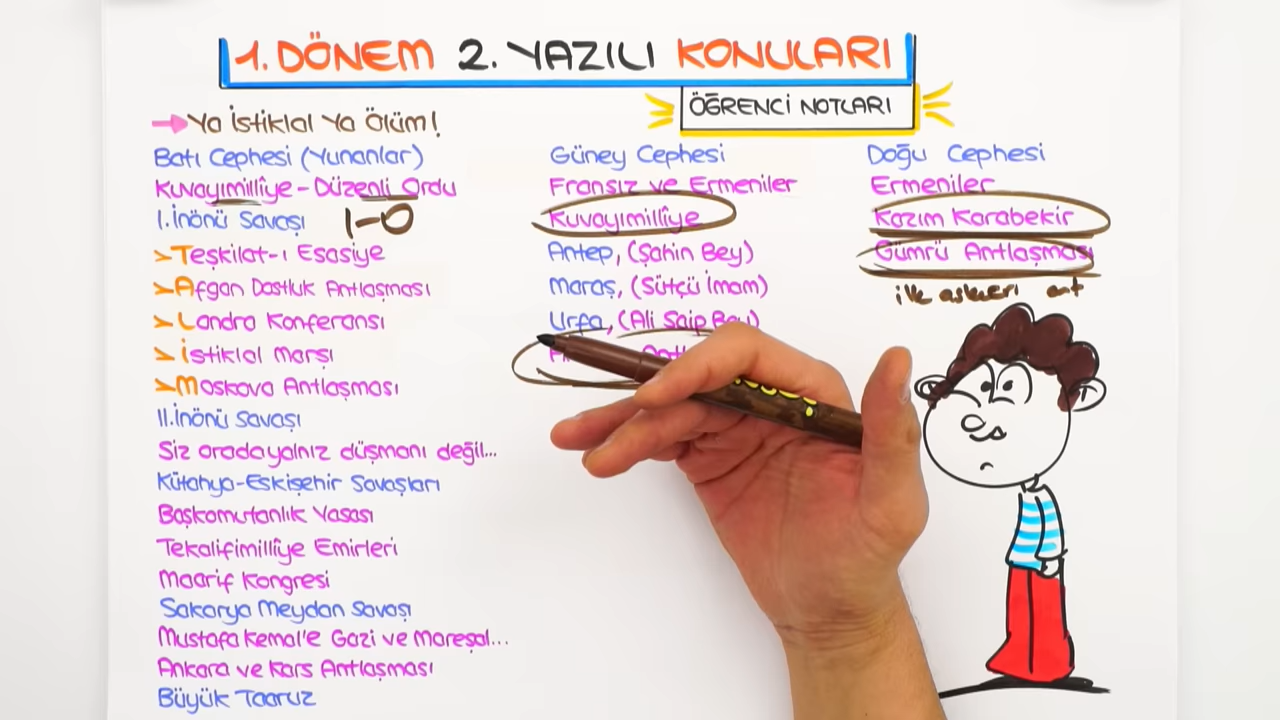 1. DÖNEM 2. YAZILI KONULARI
ÖĞRENCİ NOTLARI
Ya İstiklal Ya Ölüm!
Batı Cephesi (Yunanlar)
Kuvayımillîye - Düzenli Ordu
I. İnönü Savaşı 1-0
Teşkilat-ı Esasiye
Afgan Dostluk Antlaşması
Londra Konferansı
İstiklal Marşı
Moskova Antlaşması
II. İnönü Savaşı
Siz orada yalnız düşmanı değil...
Kütahya-Eskişehir Savaşları
Başkomutanlık Yasası
Tekalifimillîye Emirleri
Maarif Kongresi
Sakarya Meydan Savaşı
Mustafa Kemal'e Gazi ve Mareşal...
Ankara ve Kars Antlaşması
Büyük Taaruz
Güney Cephesi
Fransız ve Ermeniler
Kuvayımillîye
Antep, (Şahin Bey)
Maraş, (Sütçü İmam)
Urfa, (Ali Saip Bey)
Doğu Cephesi
Ermeniler
Kazım Karabekir
Gümrü Antlaşması
ilk askeri ant